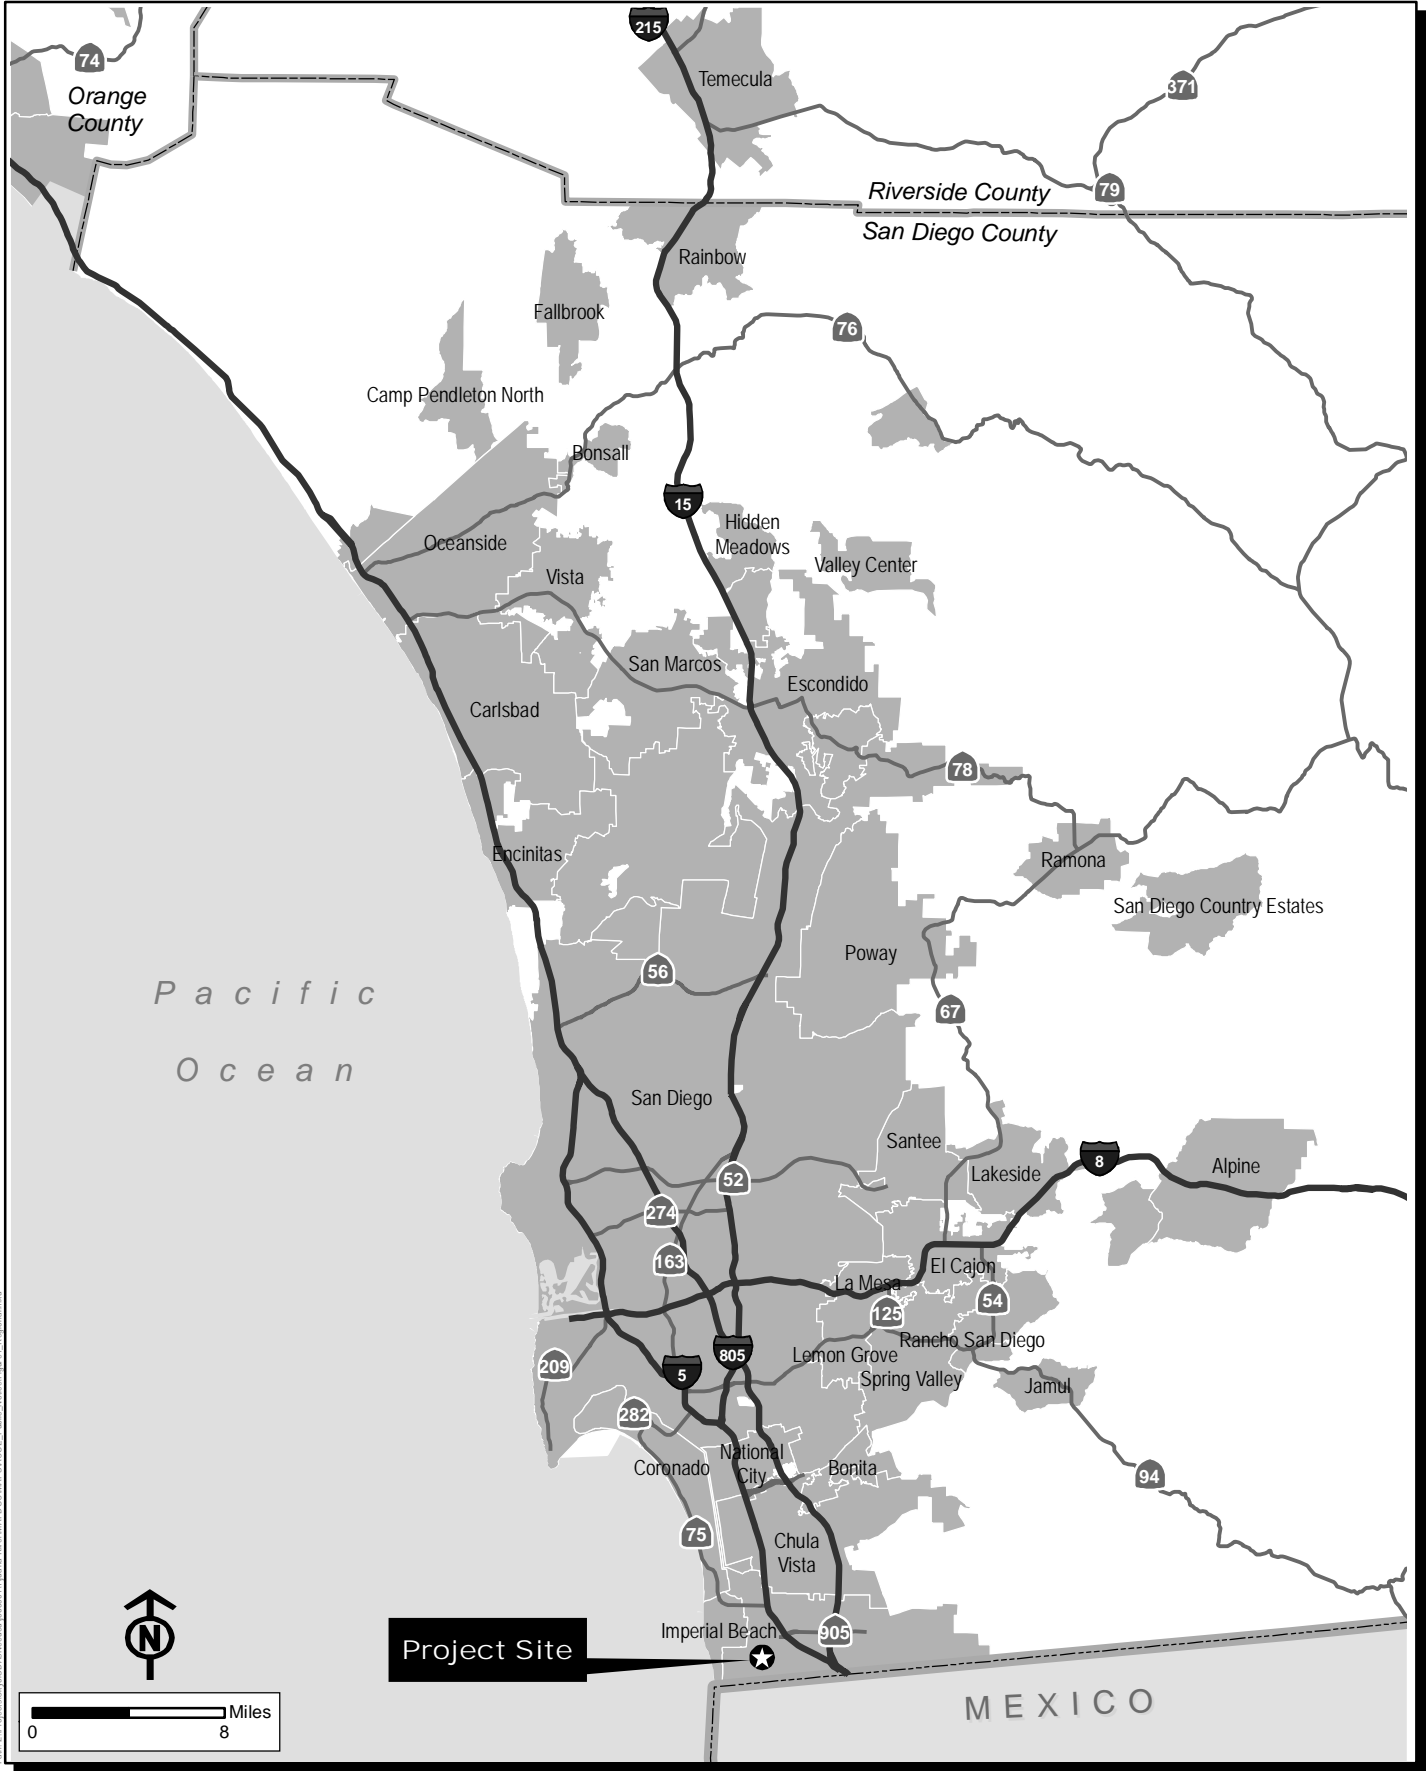 215
74
Temecula
371
Orange
County
Riverside County
79
San Diego County
Rainbow
Fallbrook
76
Camp Pendleton North
Bonsall
15
Hidden
Meadows
Oceanside
Valley Center
Vista
San Marcos
Escondido
Carlsbad
78
Encinitas
Ramona
San Diego Country Estates
Poway
56
Pacific
67
Ocean
San Diego
Santee
8
Lakeside
Alpine
52
274
163
El Cajon
La Mesa
54
125
Rancho San Diego
805
Lemon Grove
209
5
Spring Valley
Jamul
282
National
City
Coronado
Bonita
94
75
Chula
Vista
Imperial Beach
905
N
Project Site
MEXICO
Miles
0 8